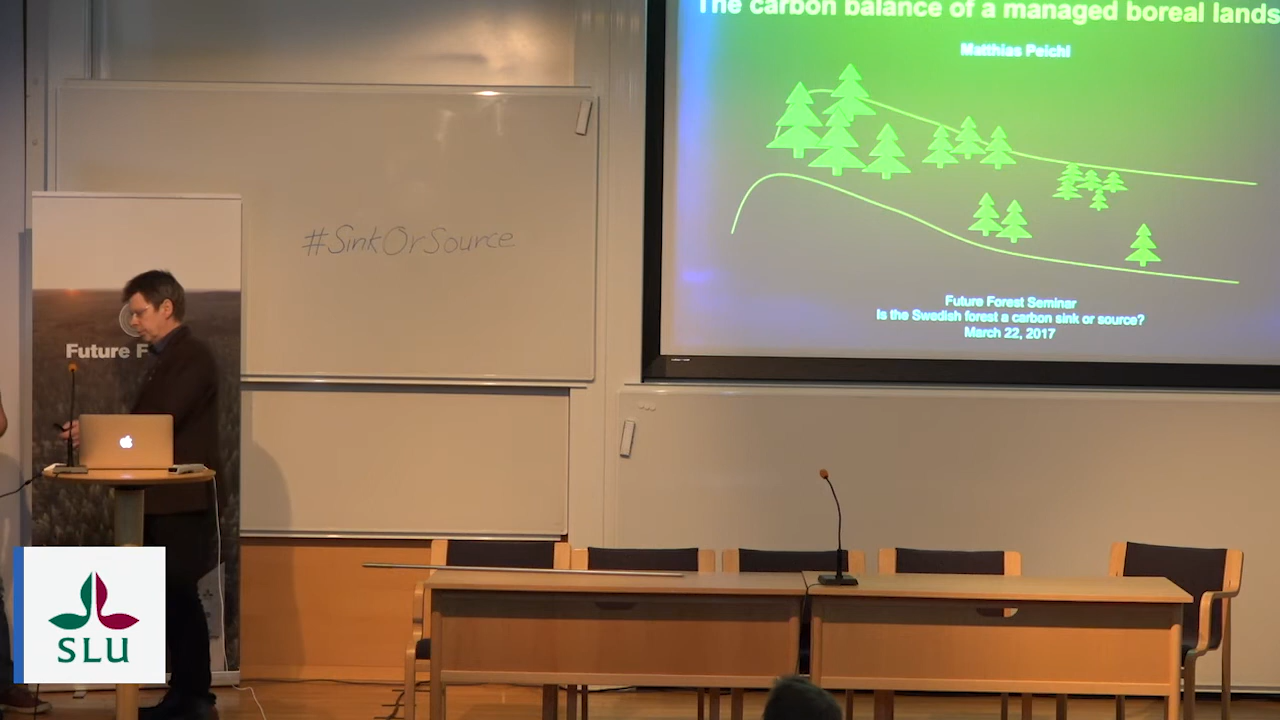 The carbon balance of a managed boreal lands
Matthias Peichl
Future Forest Seminar
Is the Swedish forest a carbon sink or source?
March 22, 2017
#SinkOrSource
Future F
SLU